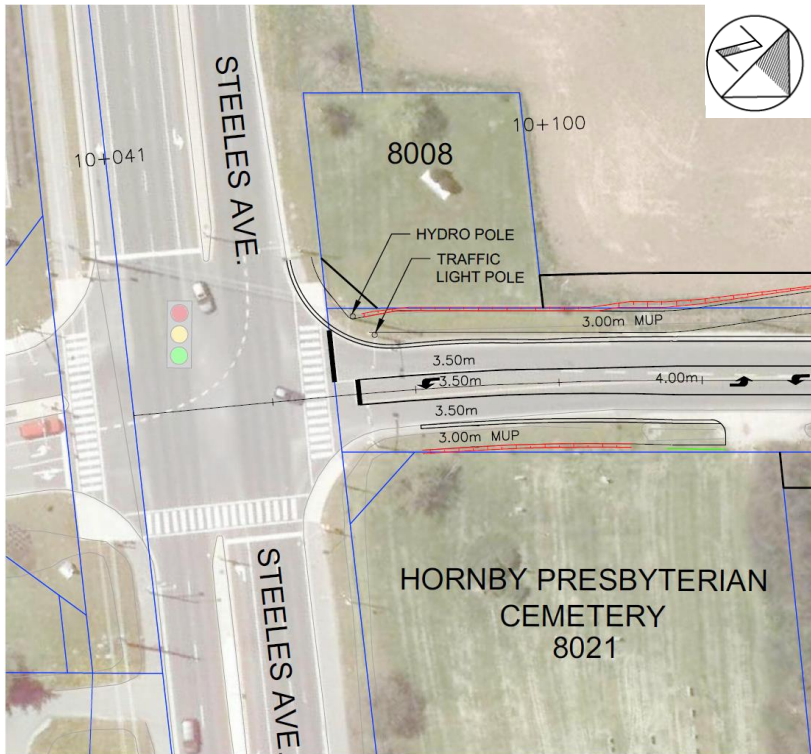 STEELES AVE.
10+041
8008
10+100
HYDRO POLE
TRAFFIC
LIGHT POLE
3.00m MUP
3.50m
3.50m
4.00m
3.50m
3.00m MUP
STEELES AVE.
HORNBY PRESBYTERIAN
CEMETERY
8021
N